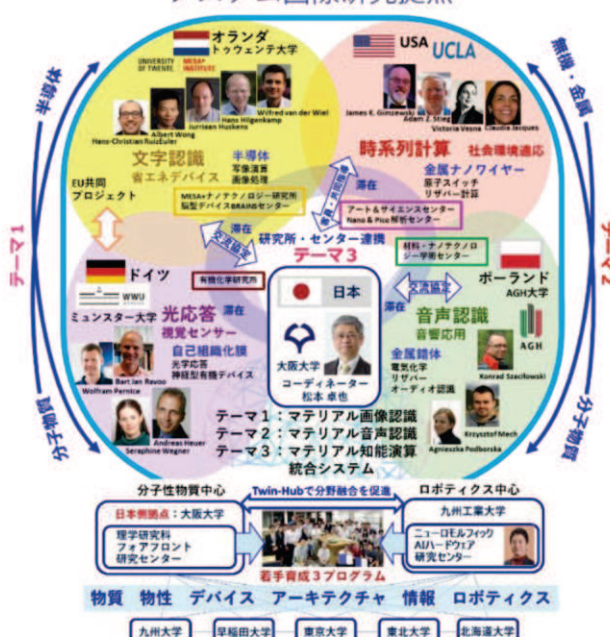 オランダ
トゥウェンテ大学
UNIVERSITY
OF TWENTE.
MESA+
INSTITUTE
Hans-Christian RuizEuler
Albert Wong
Jurriaan Huskens
Hans Hilgenkamp
Wilfred van der Wiel
文字認識
省エネデバイス
半導体
写像演算
画像処理
MESA+ナノテクノロジー研究所
脳型デバイスBRAINSセンター
EU共同
プロジェクト
USA UCLA
James K. Gimzewski
Adam Z. Stieg
Victoria Vesna
Claudia Jacques
時系列計算 社会環境適応
金属ナノワイヤー
原子スイッチ
リザバー計算
アート＆サイエンスセンター
Nano & Pico 解析センター
滞在
滞在
交流協定
研究所・センター連携
テーマ３
有機化学研究所
材料・ナノテクノロ
ジー学術センター
ドイツ
WWU
ミュンスター大学
光応答 滞在
視覚センサー
自己組織化膜
光学応答
神経型有機デバイス
Wolfram Pernice
Bart Jan Ravoo
Seraphine Wegner
Andreas Heuer
日本
大阪大学
コーディネーター
松本 卓也
滞在
交流協定
ポーランド
AGH大学
AGH
音声認識
音響応用
金属錯体
電気化学
リザバー
オーディオ認識
Konrad Szaciłowski
Krzysztof Mech
Agnieszka Podborska
テーマ1
半導体
分子物質
無機・金属
テーマ2
分子物質
テーマ１：マテリアル画像認識
テーマ２：マテリアル音声認識
テーマ３：マテリアル知能演算
統合システム
分子性物質中心
Twin-Hubで分野融合を促進
ロボティクス中心
日本側拠点：大阪大学
理学研究科
フォアフロント
研究センター
九州工業大学
ニューロモルフィック
AIハードウェア
研究センター
若手育成３プログラム
物質 物性 デバイス アーキテクチャ 情報 ロボティクス
九州大学 早稲田大学 東京大学 東北大学 北海道大学